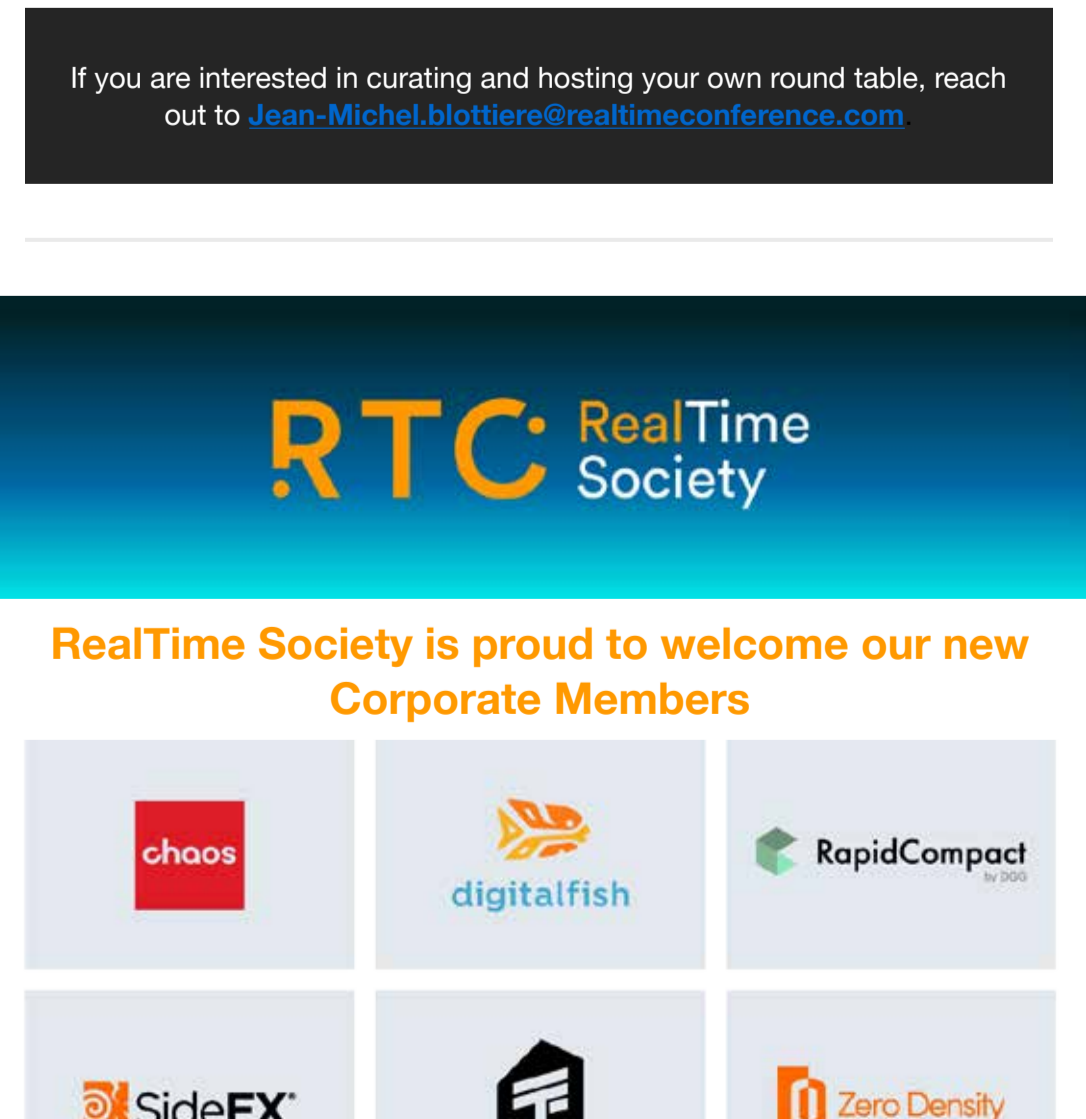 If you are interested in curating and hosting your own round table, reach
out to Jean-Michel.blottiere@realtimeconference.com.
RTC RealTime
Society
RealTime Society is proud to welcome our new
Corporate Members
chaos
digitalfish
RapidCompact
by DGG
SideFX
Zero Density